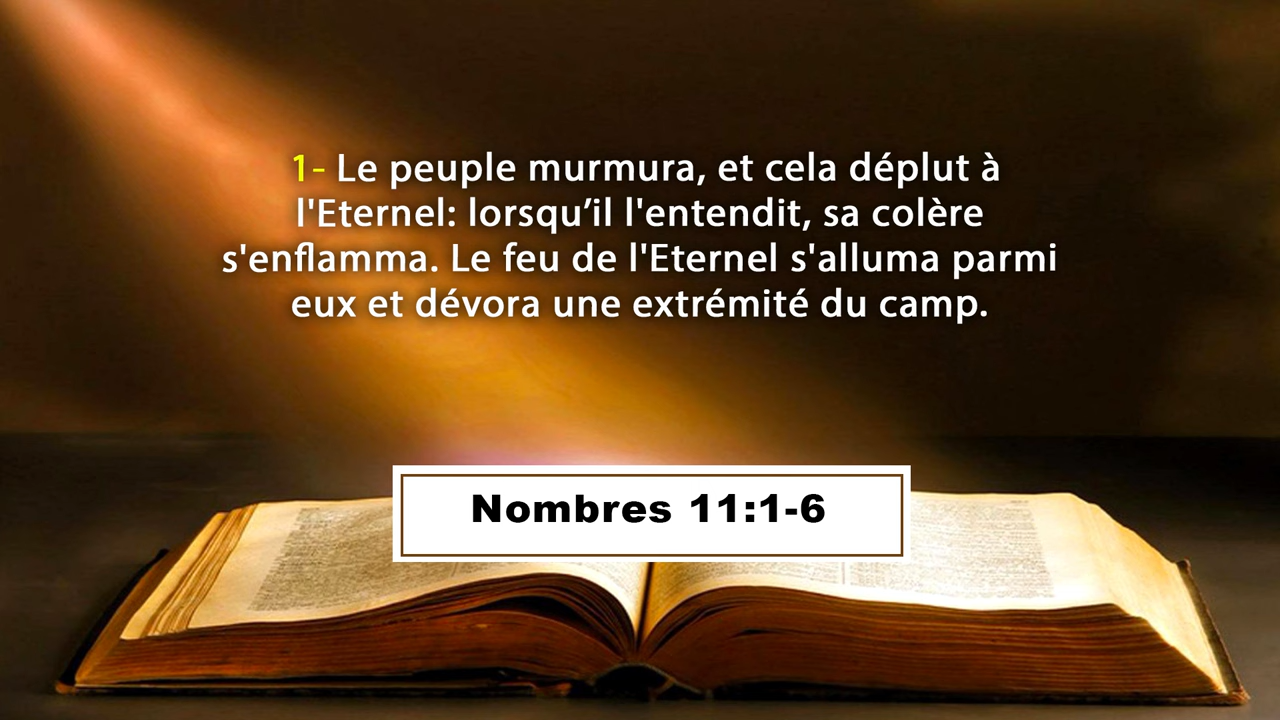 1- Le peuple murmura, et cela déplut à
l'Eternel: lorsqu’il l'entendit, sa colère
s'enflamma. Le feu de l'Eternel s'alluma parmi
eux et dévora une extrémité du camp.
Nombres 11:1-6